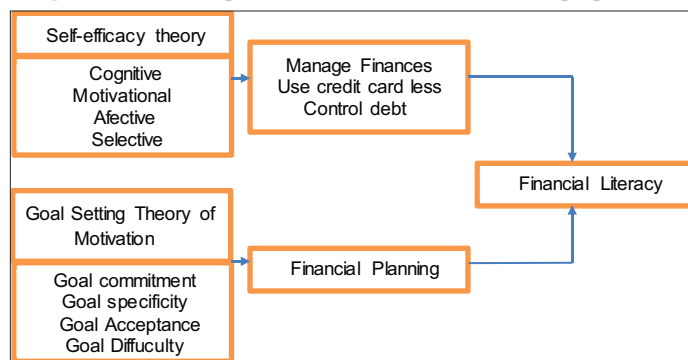 Self-efficacy theory
Cognitive
Motivational
Afective
Selective
Manage Finances
Use credit card less
Control debt
Financial Literacy
Goal Setting Theory of
Motivation
Goal commitment
Goal specificity
Goal Acceptance
Goal Diffuculty
Financial Planning